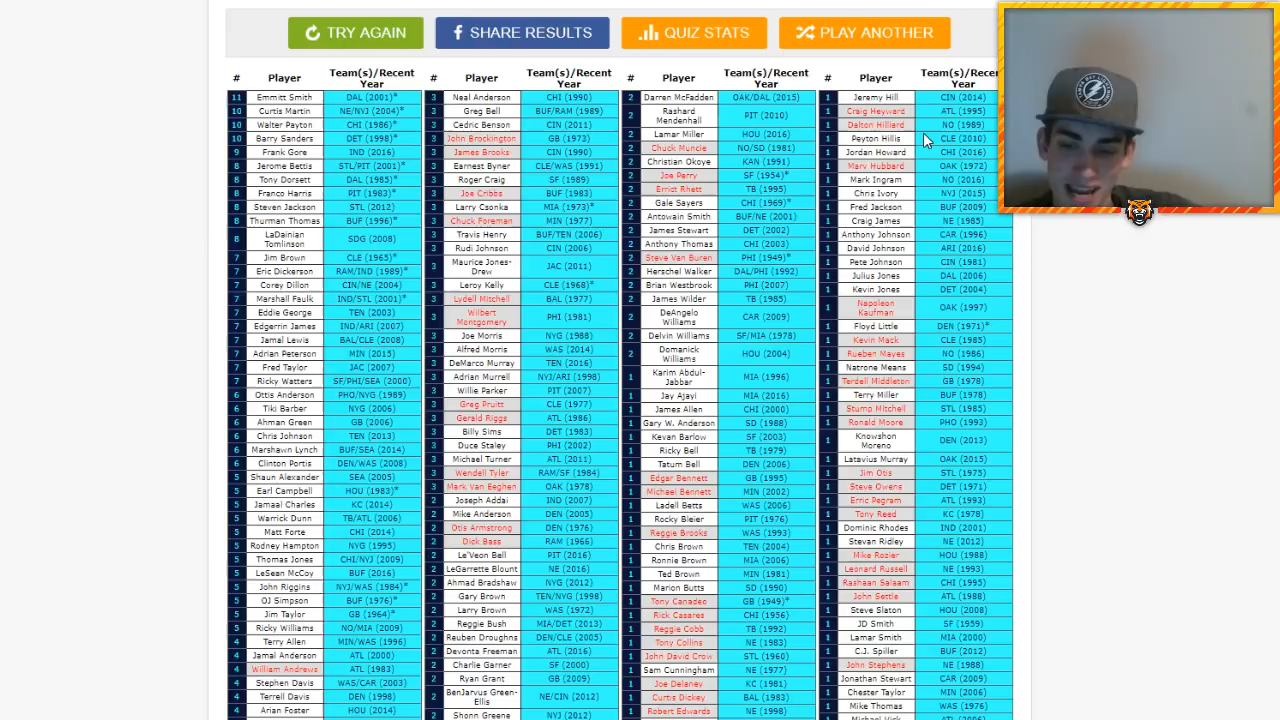 TRY AGAIN
SHARE RESULTS
QUIZ STATS
PLAY ANOTHER
# Player Team(s)/Recent Year
11 Emmitt Smith DAL (2001)*
10 Curtis Martin NE/NYJ (2004)*
10 Walter Payton CHI (1986)*
10 Barry Sanders DET (1998)*
9 Frank Gore IND (2016)
8 Jerome Bettis STL/PIT (2001)*
8 Tony Dorsett DAL (1985)*
8 Franco Harris PIT (1983)*
8 Steven Jackson STL (2012)
8 Thurman Thomas BUF (1996)*
8 LaDainian Tomlinson SDG (2008)
7 Jim Brown CLE (1965)*
7 Eric Dickerson RAM/IND (1989)*
7 Corey Dillon CIN/NE (2004)
7 Marshall Faulk IND/STL (2001)*
7 Eddie George TEN (2003)
7 Edgerrin James IND/ARI (2007)
7 Jamal Lewis BAL/CLE (2008)
7 Adrian Peterson MIN (2015)
7 Fred Taylor JAC (2007)
7 Ricky Watters SF/PHI/SEA (2000)
6 Ottis Anderson PHO/NYG (1989)
6 Tiki Barber NYG (2006)
6 Ahman Green GB (2006)
6 Chris Johnson TEN (2013)
6 Marshawn Lynch BUF/SEA (2014)
6 Clinton Portis DEN/WAS (2008)
5 Shaun Alexander SEA (2005)
5 Earl Campbell HOU (1983)*
5 Jamaal Charles KC (2014)
5 Warrick Dunn TB/ATL (2006)
5 Matt Forte CHI (2014)
5 Rodney Hampton NYG (1995)
5 Thomas Jones CHI/NYJ (2009)
5 LeSean McCoy BUF (2016)
5 John Riggins NYJ/WAS (1984)*
5 OJ Simpson BUF (1976)*
5 Jim Taylor GB (1964)*
5 Ricky Williams NO/MIA (2009)
4 Terry Allen MIN/WAS (1996)
4 Jamal Anderson ATL (2000)
4 William Andrews ATL (1983)
4 Stephen Davis WAS/CAR (2003)
4 Terrell Davis DEN (1998)
4 Arian Foster HOU (2014)
# Player Team(s)/Recent Year
3 Neal Anderson CHI (1990)
3 Greg Bell BUF/RAM (1989)
3 Cedric Benson CIN (2011)
3 John Brockington GB (1973)
3 James Brooks CIN (1990)
3 Earnest Byner CLE/WAS (1991)
3 Roger Craig SF (1989)
3 Joe Cribbs BUF (1983)
3 Larry Csonka MIA (1973)*
3 Chuck Foreman MIN (1977)
3 Travis Henry BUF/TEN (2006)
3 Rudi Johnson CIN (2006)
3 Maurice Jones-Drew JAC (2011)
3 Leroy Kelly CLE (1968)*
3 Lydell Mitchell BAL (1977)
3 Wilbert Montgomery PHI (1981)
3 Joe Morris NYG (1988)
3 Alfred Morris WAS (2014)
3 DeMarco Murray TEN (2016)
3 Adrian Murrell NYJ/ARI (1998)
3 Willie Parker PIT (2007)
3 Greg Pruitt CLE (1977)
3 Gerald Riggs ATL (1986)
3 Billy Sims DET (1983)
3 Duce Staley PHI (2002)
3 Michael Turner ATL (2011)
3 Wendell Tyler RAM/SF (1984)
3 Mark Van Eeghen OAK (1978)
2 Joseph Addai IND (2007)
2 Mike Anderson DEN (2005)
2 Otis Armstrong DEN (1976)
2 Dick Bass RAM (1966)
2 Le'Veon Bell PIT (2016)
2 LeGarrette Blount NE (2016)
2 Ahmad Bradshaw NYG (2012)
2 Gary Brown TEN/NYG (1998)
2 Larry Brown WAS (1972)
2 Reggie Bush MIA/DET (2013)
2 Reuben Droughns DEN/CLE (2005)
2 Devonta Freeman ATL (2016)
2 Charlie Garner SF (2000)
2 Ryan Grant GB (2009)
2 BenJarvus Green-Ellis NE/CIN (2012)
2 Shonn Greene NYJ (2012)
# Player Team(s)/Recent Year
2 Darren McFadden OAK/DAL (2015)
2 Rashard Mendenhall PIT (2010)
2 Lamar Miller HOU (2016)
2 Chuck Muncie NO/SD (1981)
2 Christian Okoye KAN (1991)
2 Joe Perry SF (1954)*
2 Errict Rhett TB (1995)
2 Gale Sayers CHI (1969)*
2 Antowain Smith BUF/NE (2001)
2 James Stewart DET (2002)
2 Anthony Thomas CHI (2003)
2 Steve Van Buren PHI (1949)*
2 Herschel Walker DAL/PHI (1992)
2 Brian Westbrook PHI (2007)
2 James Wilder TB (1985)
2 DeAngelo Williams CAR (2009)
2 Delvin Williams SF/MIA (1978)
2 Domanick Williams HOU (2004)
1 Karim Abdul-Jabbar MIA (1996)
1 Jay Ajayi MIA (2016)
1 James Allen CHI (2000)
1 Gary W. Anderson SD (1988)
1 Kevan Barlow SF (2003)
1 Ricky Bell TB (1979)
1 Tatum Bell DEN (2006)
1 Edgar Bennett GB (1995)
1 Michael Bennett MIN (2002)
1 Ladell Betts WAS (2006)
1 Rocky Bleier PIT (1976)
1 Reggie Brooks WAS (1993)
1 Chris Brown TEN (2004)
1 Ronnie Brown MIA (2006)
1 Ted Brown MIN (1981)
1 Marion Butts SD (1990)
1 Tony Canadeo GB (1949)*
1 Rick Casares CHI (1956)
1 Reggie Cobb TB (1992)
1 Tony Collins NE (1983)
1 John David Crow STL (1960)
1 Sam Cunningham NE (1977)
1 Joe Delaney KC (1981)
1 Curtis Dickey BAL (1983)
1 Robert Edwards NE (1998)
# Player Team(s)/Recent Year
1 Jeremy Hill CIN (2014)
1 Craig Heyward ATL (1995)
1 Dalton Hilliard NO (1989)
1 Peyton Hillis CLE (2010)
1 Jordan Howard CHI (2016)
1 Marv Hubbard OAK (1972)
1 Mark Ingram NO (2016)
1 Chris Ivory NYJ (2015)
1 Fred Jackson BUF (2009)
1 Craig James NE (1985)
1 Anthony Johnson CAR (1996)
1 David Johnson ARI (2016)
1 Pete Johnson CIN (1981)
1 Julius Jones DAL (2006)
1 Kevin Jones DET (2004)
1 Napoleon Kaufman OAK (1997)
1 Floyd Little DEN (1971)*
1 Kevin Mack CLE (1985)
1 Rueben Mayes NO (1986)
1 Natrone Means SD (1994)
1 Terdell Middleton GB (1978)
1 Terry Miller BUF (1978)
1 Stump Mitchell STL (1985)
1 Ronald Moore PHO (1993)
1 Knowshon Moreno DEN (2013)
1 Latavius Murray OAK (2015)
1 Jim Otis STL (1975)
1 Steve Owens DET (1971)
1 Erric Pegram ATL (1993)
1 Tony Reed KC (1978)
1 Dominic Rhodes IND (2001)
1 Stevan Ridley NE (2012)
1 Mike Rozier HOU (1988)
1 Leonard Russell NE (1993)
1 Rashaan Salaam CHI (1995)
1 John Settle ATL (1988)
1 Steve Slaton HOU (2008)
1 JD Smith SF (1959)
1 Lamar Smith MIA (2000)
1 C.J. Spiller BUF (2012)
1 John Stephens NE (1988)
1 Jonathan Stewart CAR (2009)
1 Chester Taylor MIN (2006)
1 Mike Thomas WAS (1976)
1 Michael Vick ATL (2006)